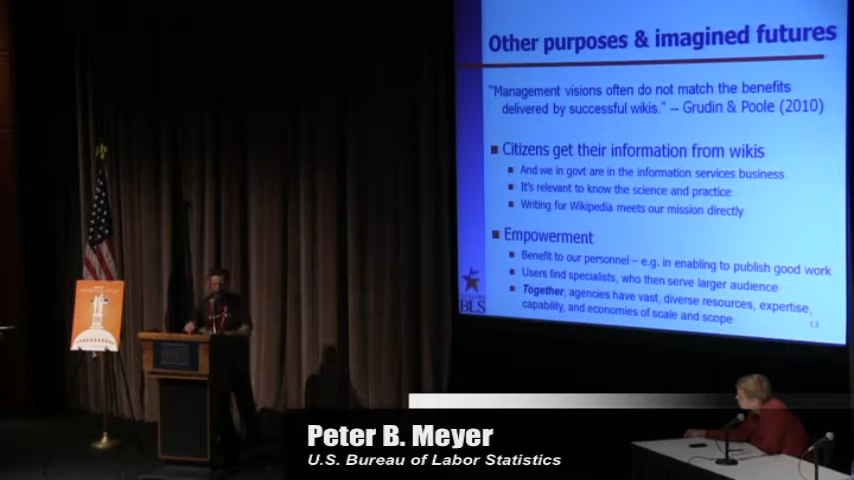 Other purposes & imagined futures
"Management visions often do not match the benefits
delivered by successful wikis." -- Grudin & Poole (2010)
Citizens get their information from wikis
And we in govt are in the information services business
It's relevant to know the science and practice
Writing for Wikipedia meets our mission directly
Empowerment
Benefit to our personnel – e.g. in enabling to publish good work
Users find specialists, who then serve larger audience
Together, agencies have vast, diverse resources, expertise,
capability, and economies of scale and scope
BLS
13
Peter B. Meyer
U.S. Bureau of Labor Statistics